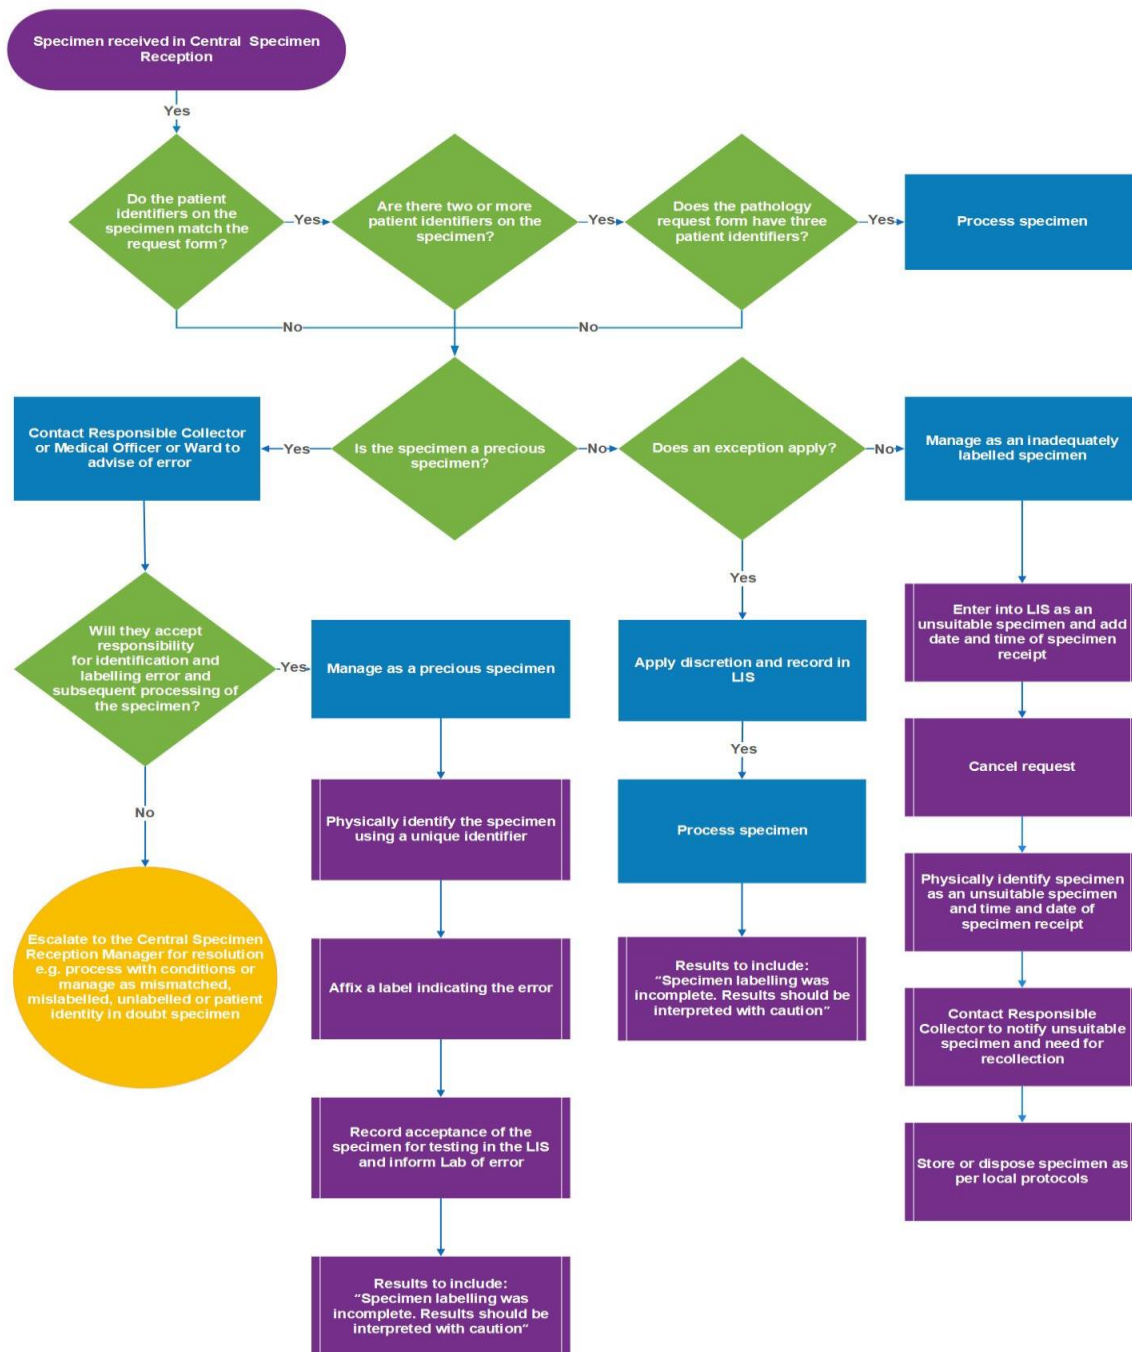 Specimen received in Central Specimen
Reception
Yes
Do the patient
identifiers on the
specimen match the
request form?
Yes
Are there two or more
patient identifiers on the
specimen?
Yes
Does the pathology
request form have three
patient identifiers?
Yes
Process specimen
No
No
Contact Responsible Collector
or Medical Officer or Ward to
advise of error
Yes
Is the specimen a precious
specimen?
No
Does an exception apply?
No
Manage as an inadequately
labelled specimen
Yes
Will they accept
responsibility
for identification and
labelling error and
subsequent processing of
the specimen?
Yes
Manage as a precious specimen
Apply discretion and record in
LIS
Enter into LIS as an
unsuitable specimen and add
date and time of specimen
receipt
Yes
Cancel request
No
Physically identify the specimen
using a unique identifier
Process specimen
Physically identify specimen
as an unsuitable specimen
and time and date of
specimen receipt
Escalate to the Central Specimen
Reception Manager for resolution
e.g. process with conditions or
manage as mismatched,
mislabelled, unlabelled or patient
identity in doubt specimen
Affix a label indicating the error
Results to include:
“Specimen labelling was
incomplete. Results should be
interpreted with caution”
Contact Responsible
Collector to notify unsuitable
specimen and need for
recollection
Record acceptance of the
specimen for testing in the LIS
and inform Lab of error
Store or dispose specimen as
per local protocols
Results to include:
“Specimen labelling was
incomplete. Results should be
interpreted with caution”